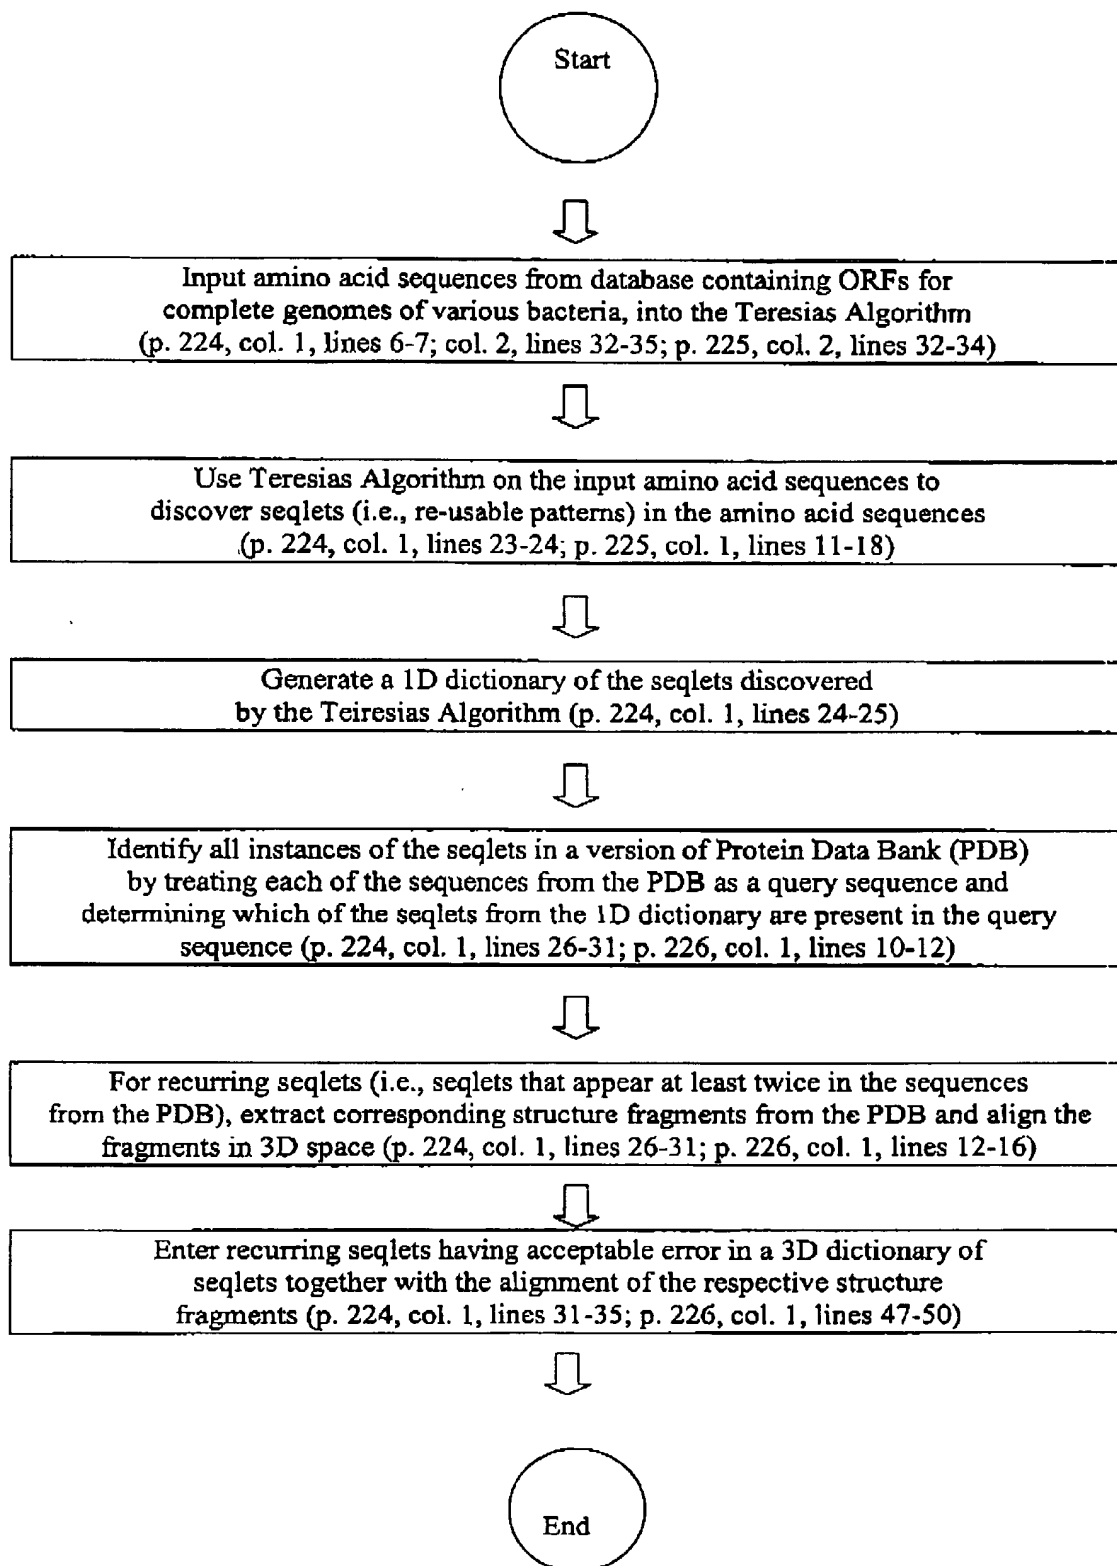 Start
Input amino acid sequences from database containing ORFs for
complete genomes of various bacteria, into the Teresias Algorithm
(p. 224, col. 1, lines 6-7; col. 2, lines 32-35; p. 225, col. 2, lines 32-34)
Use Teresias Algorithm on the input amino acid sequences to
discover seqlets (i.e., re-usable patterns) in the amino acid sequences
(p. 224, col. 1, lines 23-24; p. 225, col. 1, lines 11-18)
Generate a 1D dictionary of the seqlets discovered
by the Teiresias Algorithm (p. 224, col. 1, lines 24-25)
Identify all instances of the seqlets in a version of Protein Data Bank (PDB)
by treating each of the sequences from the PDB as a query sequence and
determining which of the seqlets from the 1D dictionary are present in the query
sequence (p. 224, col. 1, lines 26-31; p. 226, col. 1, lines 10-12)
For recurring seqlets (i.e., seqlets that appear at least twice in the sequences
from the PDB), extract corresponding structure fragments from the PDB and align the
fragments in 3D space (p. 224, col. 1, lines 26-31; p. 226, col. 1, lines 12-16)
Enter recurring seqlets having acceptable error in a 3D dictionary of
seqlets together with the alignment of the respective structure
fragments (p. 224, col. 1, lines 31-35; p. 226, col. 1, lines 47-50)
End